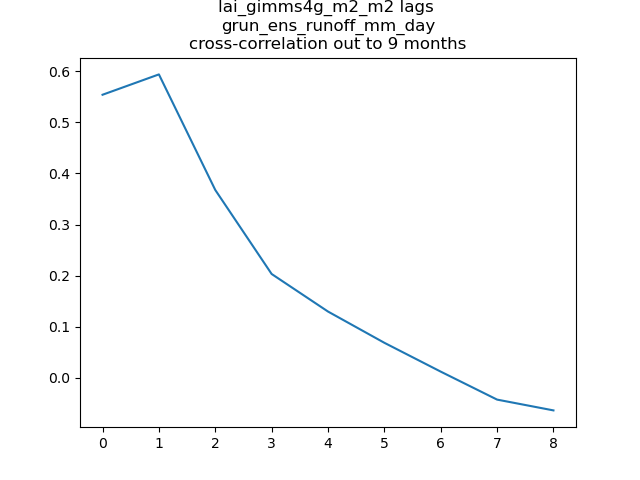 lai_gimms4g_m2_m2 lags
grun_ens_runoff_mm_day
cross-correlation out to 9 months
0.6
0.5
0.4
0.3
0.2
0.1
0.0
0 1 2 3 4 5 6 7 8